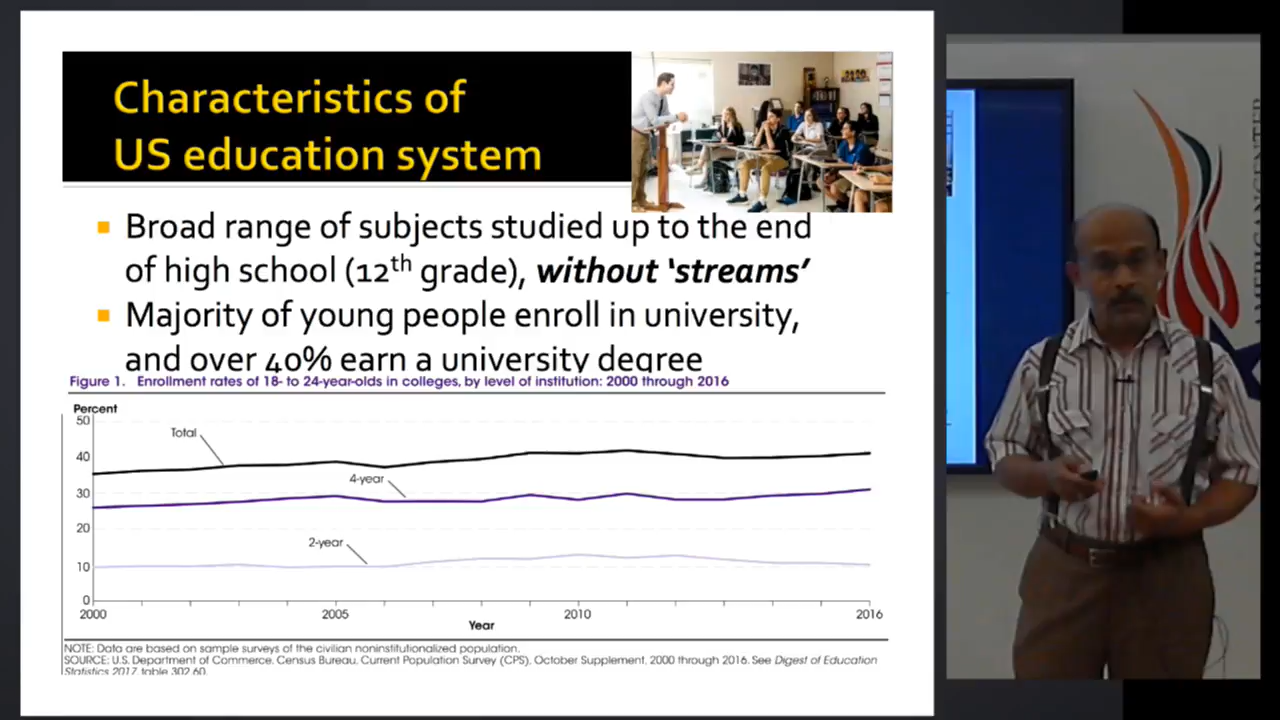 Characteristics of
US education system
Broad range of subjects studied up to the end
of high school (12th grade), without ‘streams’
Majority of young people enroll in university,
and over 40% earn a university degree
Figure 1. Enrollment rates of 18- to 24-year-olds in colleges, by level of institution: 2000 through 2016
Percent
50
Total
40
4-year
30
20
2-year
10
0
2000 2005 2010 2016
Year
NOTE: Data are based on sample surveys of the civilian noninstitutionalized population.
SOURCE: U.S. Department of Commerce, Census Bureau, Current Population Survey (CPS), October Supplement, 2000 through 2016. See Digest of Education
Statistics 2017, table 302.60.
AMERICAN CENTER